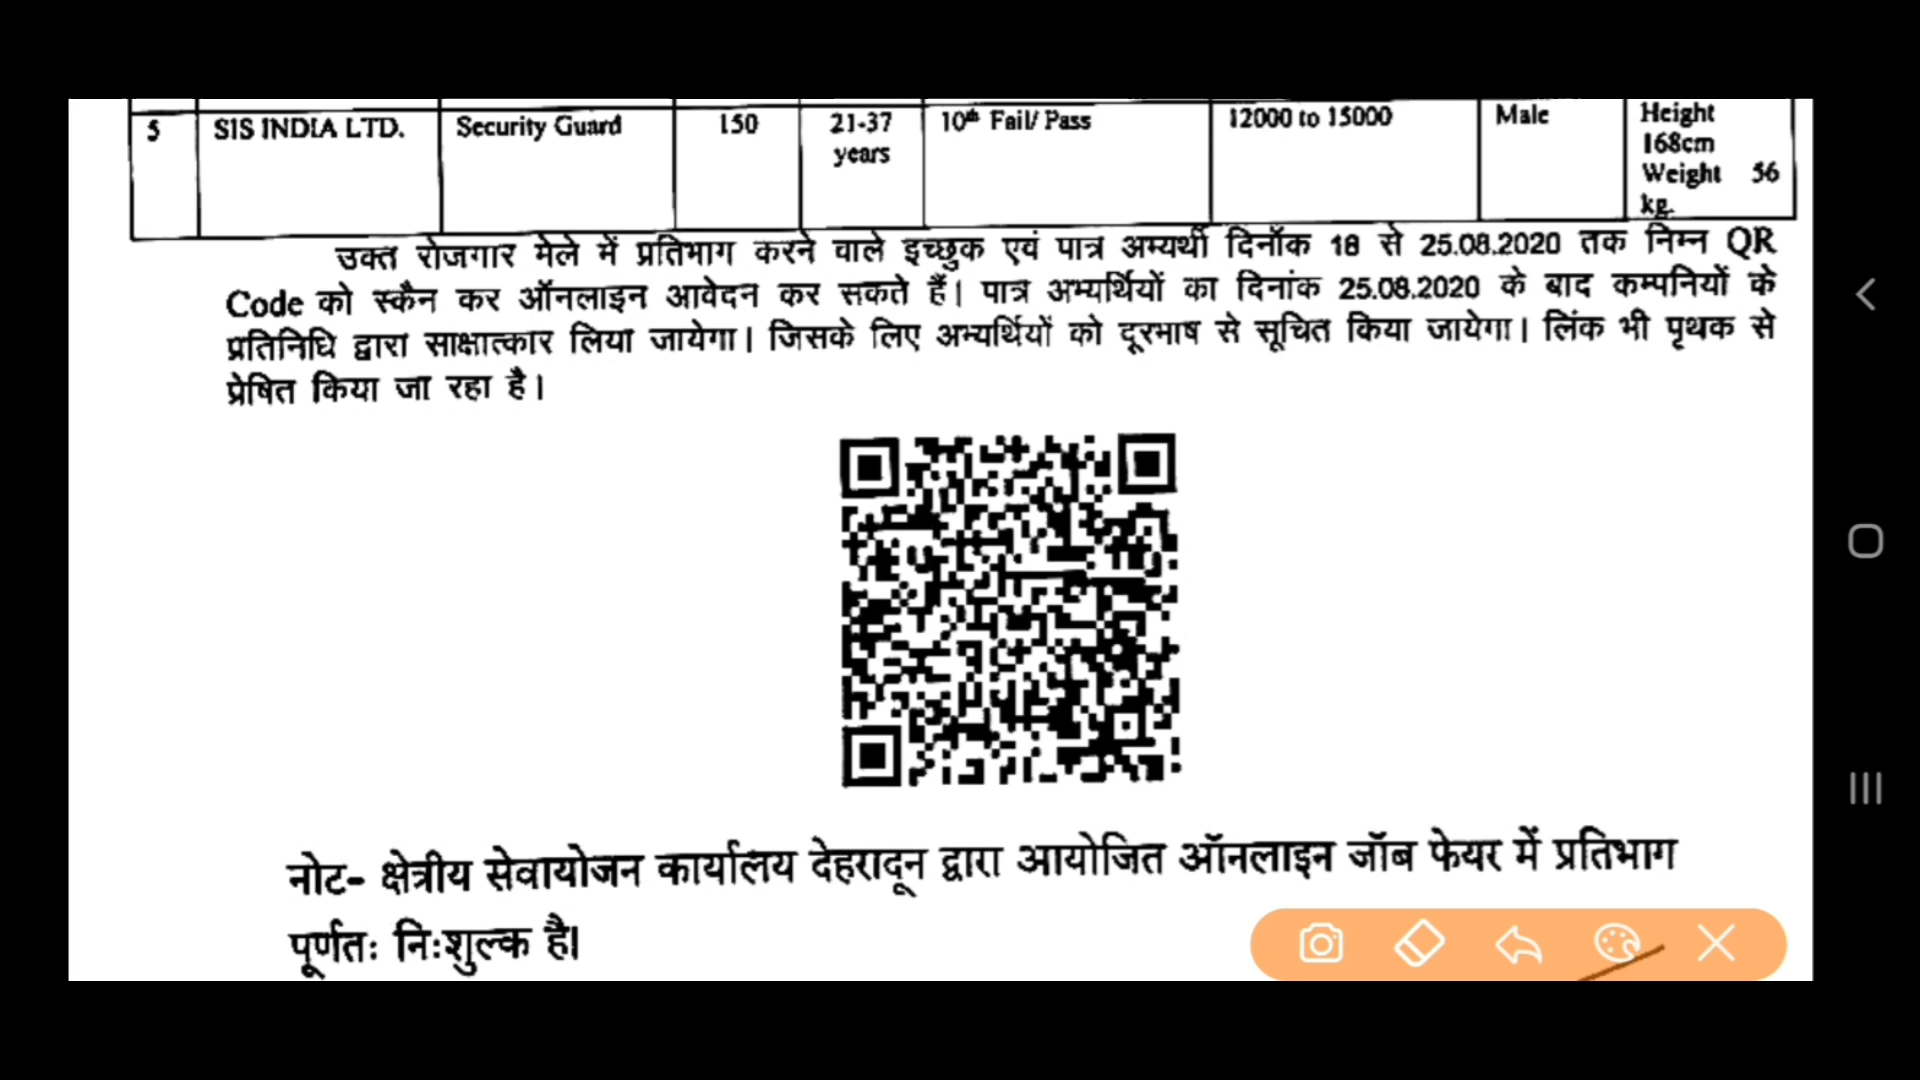 5 SIS INDIA LTD. Security Guard 150 21-37 years 10th Fail/ Pass 12000 to 15000 Male Height 168cm Weight 56 kg.
उक्त रोजगार मेले में प्रतिभाग करने वाले इच्छुक एवं पात्र अभ्यर्थी दिनॉक 18 से 25.08.2020 तक निम्न QR
Code को स्कैन कर ऑनलाइन आवेदन कर सकते हैं। पात्र अभ्यर्थियों का दिनांक 25.08.2020 के बाद कम्पनियों के
प्रतिनिधि द्वारा साक्षात्कार लिया जायेगा। जिसके लिए अभ्यर्थियों को दूरभाष से सूचित किया जायेगा। लिंक भी पृथक से
प्रेषित किया जा रहा है।
नोट- क्षेत्रीय सेवायोजन कार्यालय देहरादून द्वारा आयोजित ऑनलाइन जॉब फेयर में प्रतिभाग
पूर्णतः निःशुल्क है।